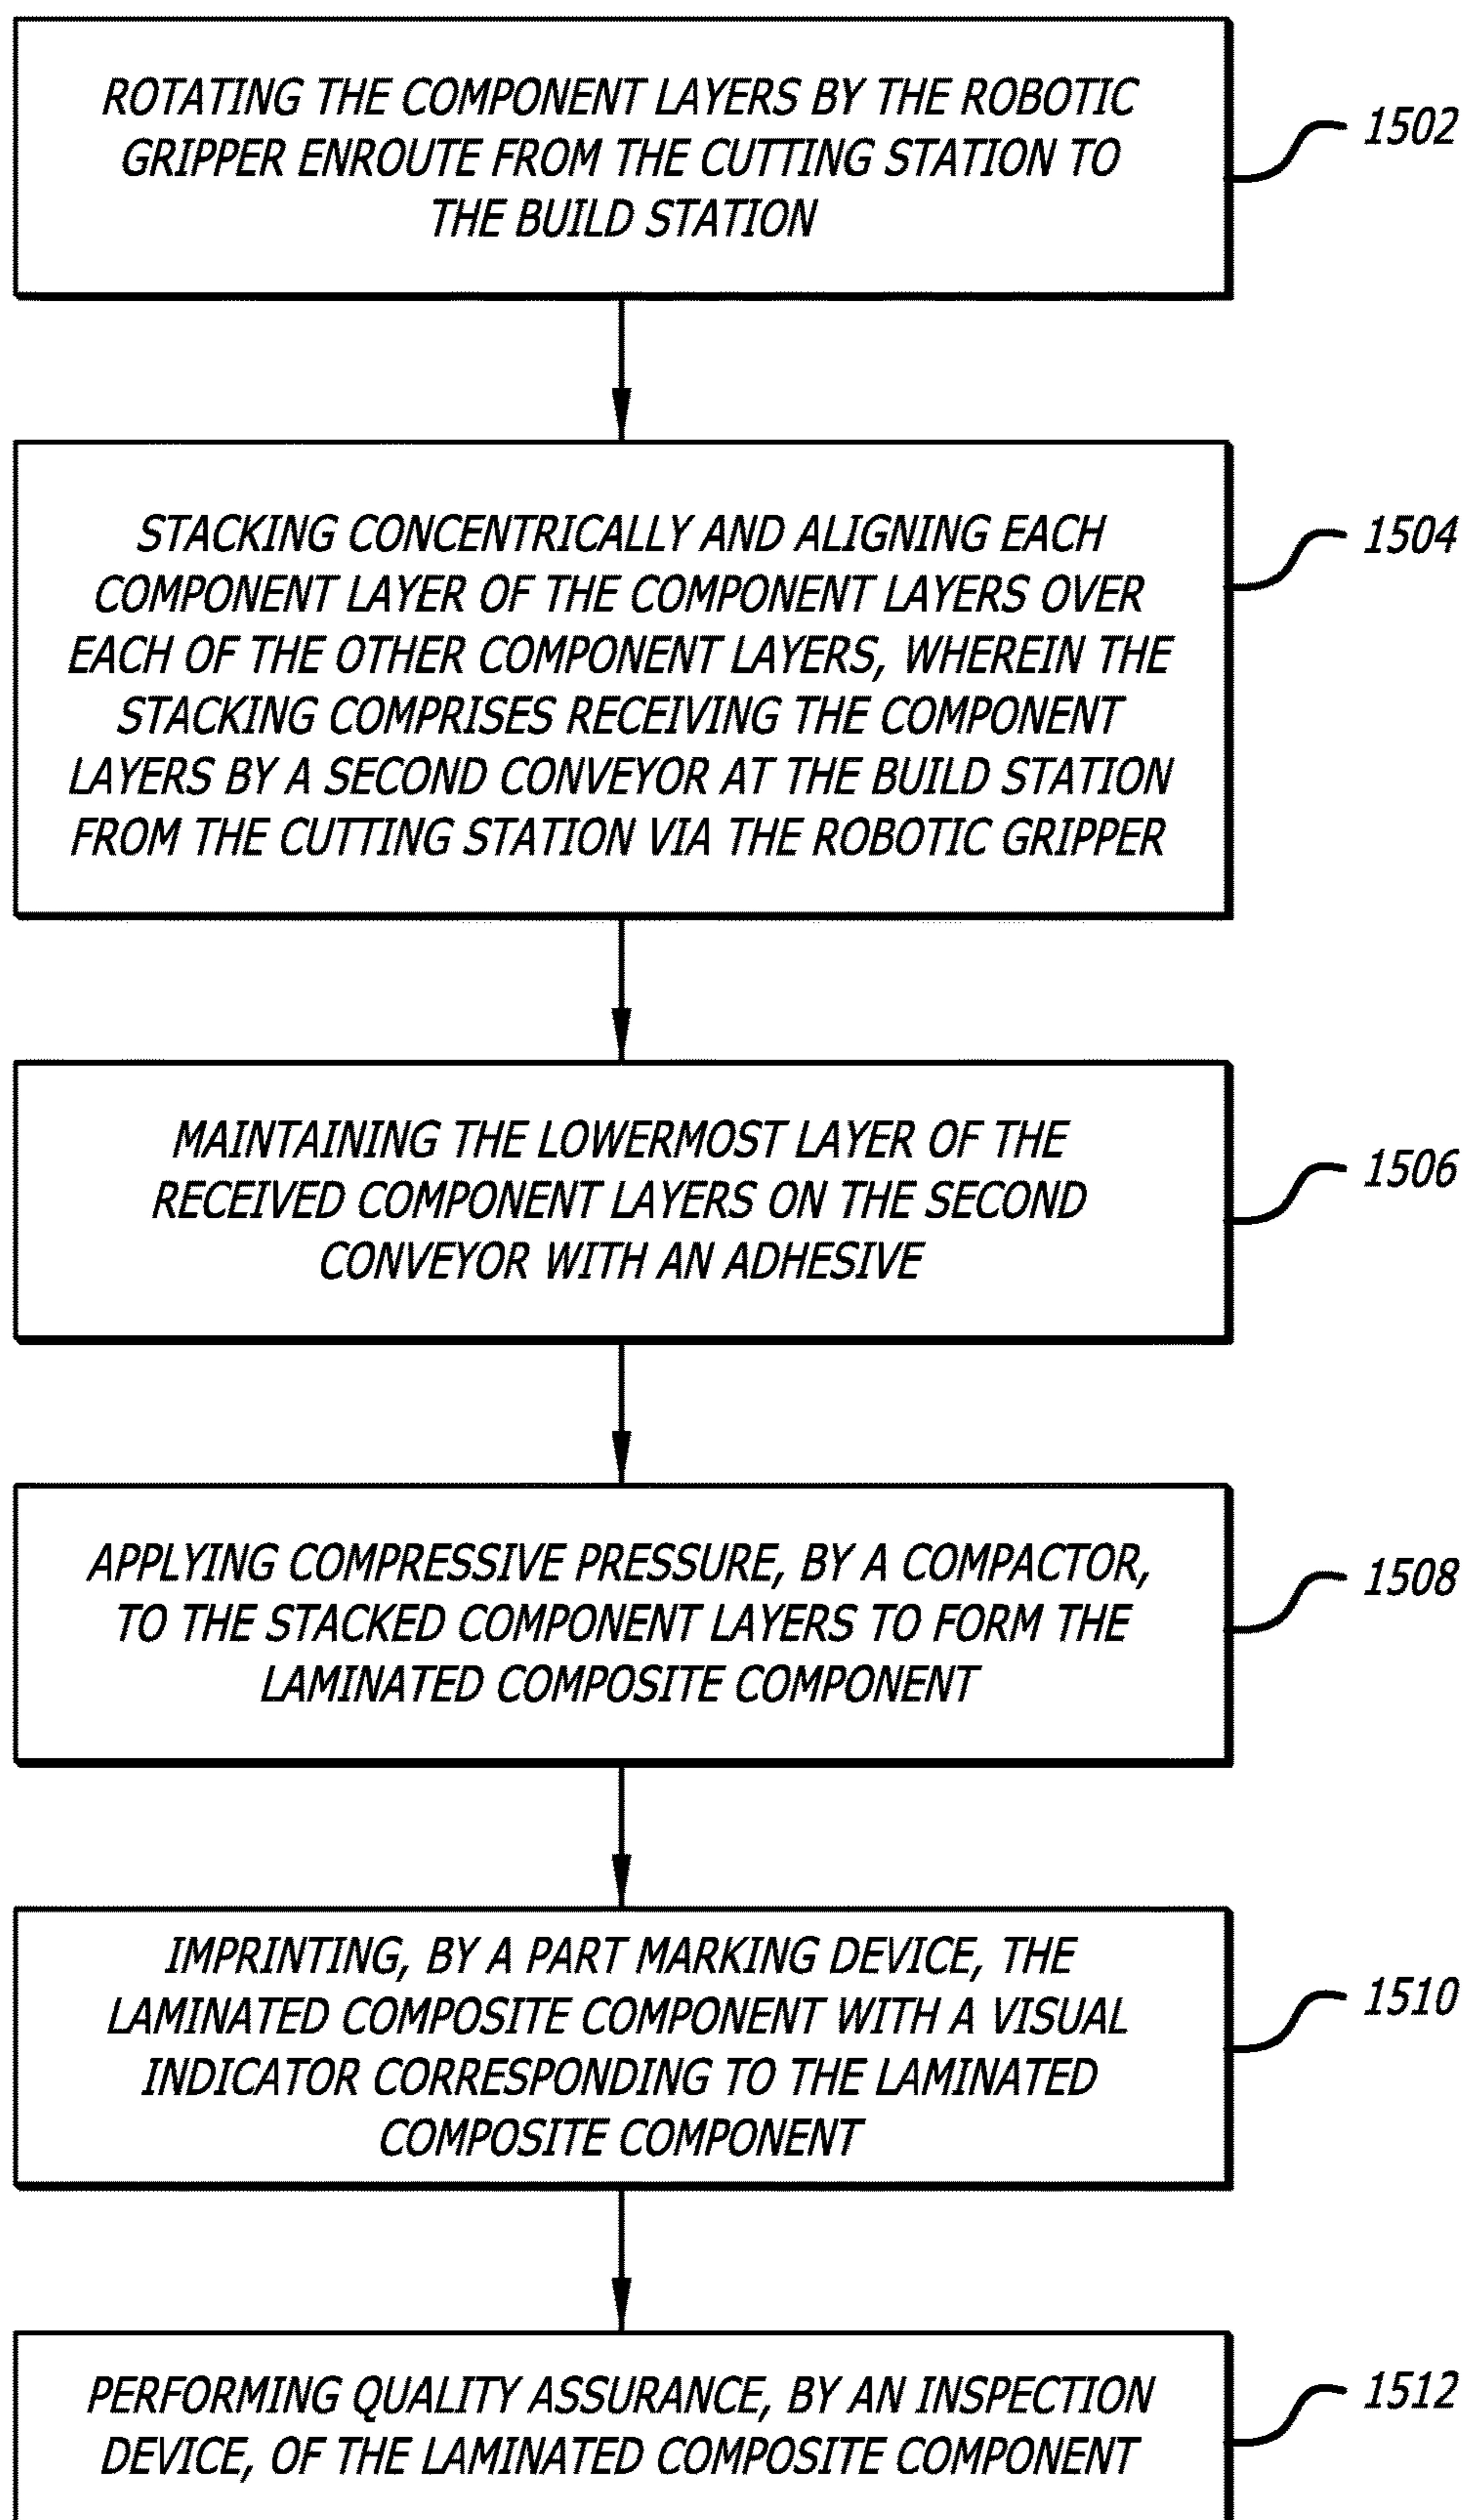 ROTATING THE COMPONENT LAYERS BY THE ROBOTIC
GRIPPER ENROUTE FROM THE CUTTING STATION TO
THE BUILD STATION
1502
STACKING CONCENTRICALLY AND ALIGNING EACH
COMPONENT LAYER OF THE COMPONENT LAYERS OVER
EACH OF THE OTHER COMPONENT LAYERS, WHEREIN THE
STACKING COMPRISES RECEIVING THE COMPONENT
LAYERS BY A SECOND CONVEYOR AT THE BUILD STATION
FROM THE CUTTING STATION VIA THE ROBOTIC GRIPPER
1504
MAINTAINING THE LOWERMOST LAYER OF THE
RECEIVED COMPONENT LAYERS ON THE SECOND
CONVEYOR WITH AN ADHESIVE
1506
APPLYING COMPRESSIVE PRESSURE, BY A COMPACTOR,
TO THE STACKED COMPONENT LAYERS TO FORM THE
LAMINATED COMPOSITE COMPONENT
1508
IMPRINTING, BY A PART MARKING DEVICE, THE
LAMINATED COMPOSITE COMPONENT WITH A VISUAL
INDICATOR CORRESPONDING TO THE LAMINATED
COMPOSITE COMPONENT
1510
PERFORMING QUALITY ASSURANCE, BY AN INSPECTION
DEVICE, OF THE LAMINATED COMPOSITE COMPONENT
1512